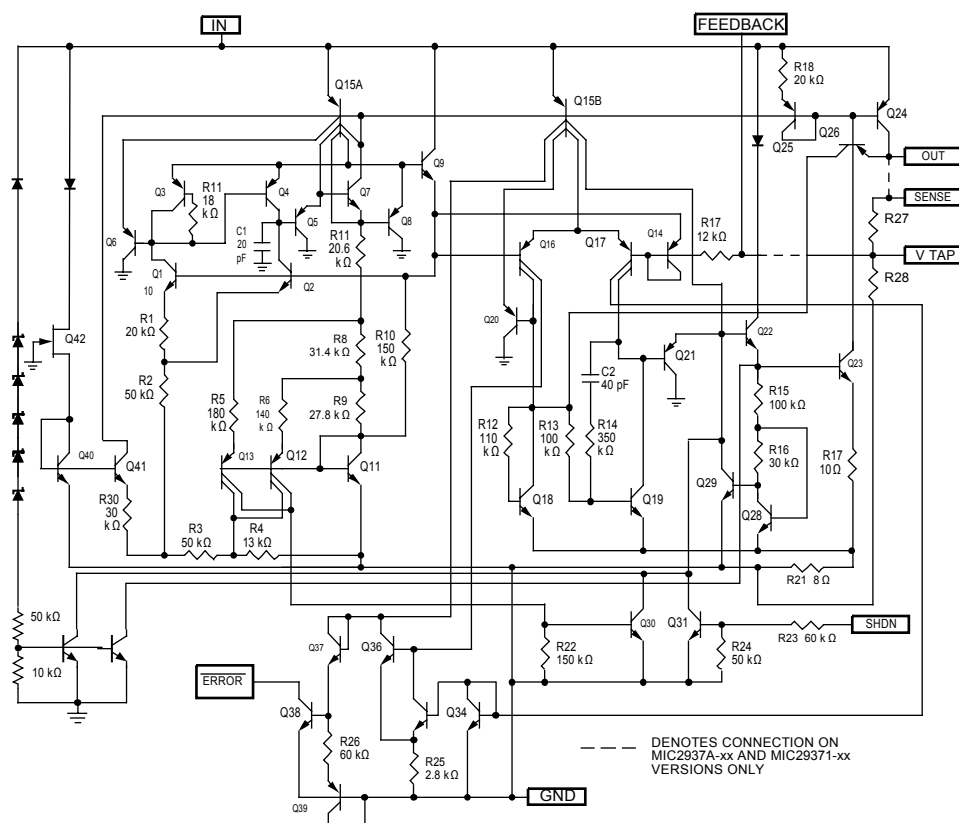 IN
FEEDBACK
R18
20 kΩ
Q15A
Q15B
Q24
Q26
Q25
OUT
Q9
Q3
R11
18
kΩ
Q4
Q7
SENSE
Q5
Q8
R27
C1
20
pF
Q6
R11
20.6
kΩ
Q16
Q17
Q14
R17
12 kΩ
V TAP
Q1
10
Q2
R28
R1
20 kΩ
R10
150
kΩ
Q20
Q22
Q42
R8
31.4 kΩ
Q21
Q23
C2
40 pF
R2
50 kΩ
R5
180
kΩ
R6
140
kΩ
R9
27.8 kΩ
R15
100 kΩ
R12
110
kΩ
R13
100
kΩ
R14
350
kΩ
R16
30 kΩ
R17
10Ω
Q40
Q41
Q13
Q12
Q11
Q29
Q18
Q19
Q28
R30
30
kΩ
R3
50 kΩ
R4
13 kΩ
R21 8 Ω
50 kΩ
10 kΩ
Q37
Q36
R22
150 kΩ
Q30
Q31
R24
50 kΩ
R23 60 kΩ
SHDN
ERROR
Q38
Q34
R26
60 kΩ
R25
2.8 kΩ
DENOTES CONNECTION ON
MIC2937A-xx AND MIC29371-xx
VERSIONS ONLY
Q39
GND